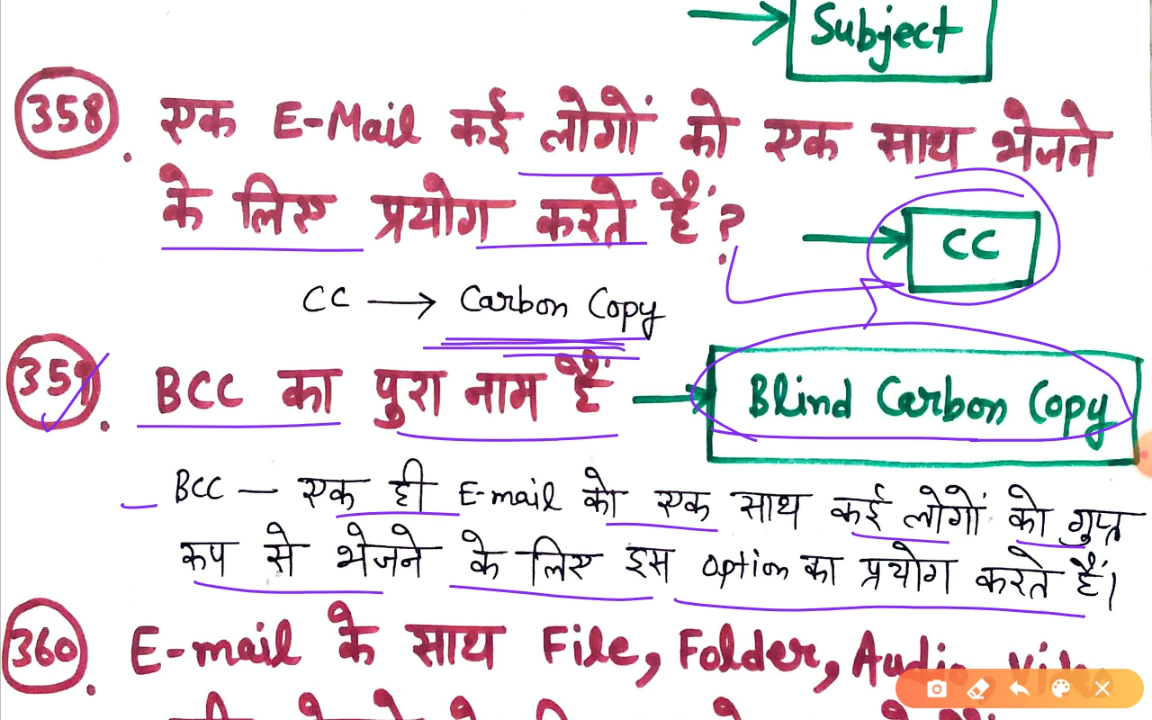 Subject
358. एक E-Mail कई लोगों को एक साथ भेजने
के लिए प्रयोग करते हैं? CC
CC → Carbon Copy
359. BCC का पुरा नाम है Blind Carbon Copy
BCC — एक ही E-mail को एक साथ कई लोगों को गुप्त
रूप से भेजने के लिए इस option का प्रयोग करते हैं।
360. E-mail के साथ File, Folder, Audio, Video